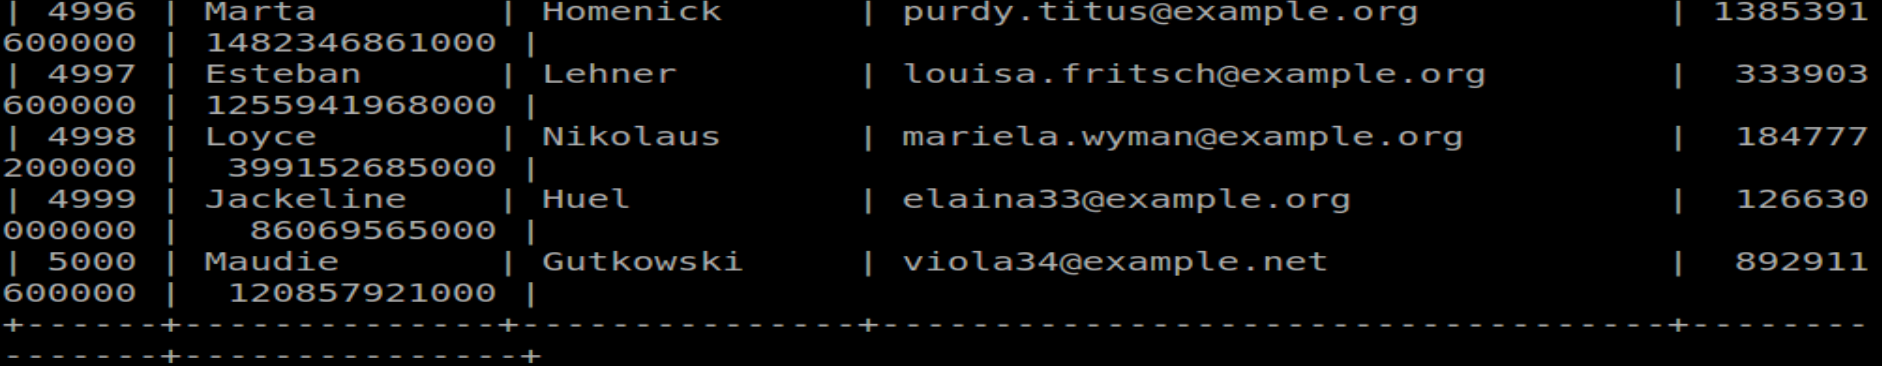 | 4996 | Marta | Homenick | purdy.titus@example.org | 1385391
600000 | 1482346861000 |
| 4997 | Esteban | Lehner | louisa.fritsch@example.org | 333903
600000 | 1255941968000 |
| 4998 | Loyce | Nikolaus | mariela.wyman@example.org | 184777
200000 | 399152685000 |
| 4999 | Jackeline | Huel | elaina33@example.org | 126630
000000 | 86069565000 |
| 5000 | Maudie | Gutkowski | viola34@example.net | 892911
600000 | 120857921000 |
+------+--------------+---------------+-----------------------------------+--------
-------+---------------+